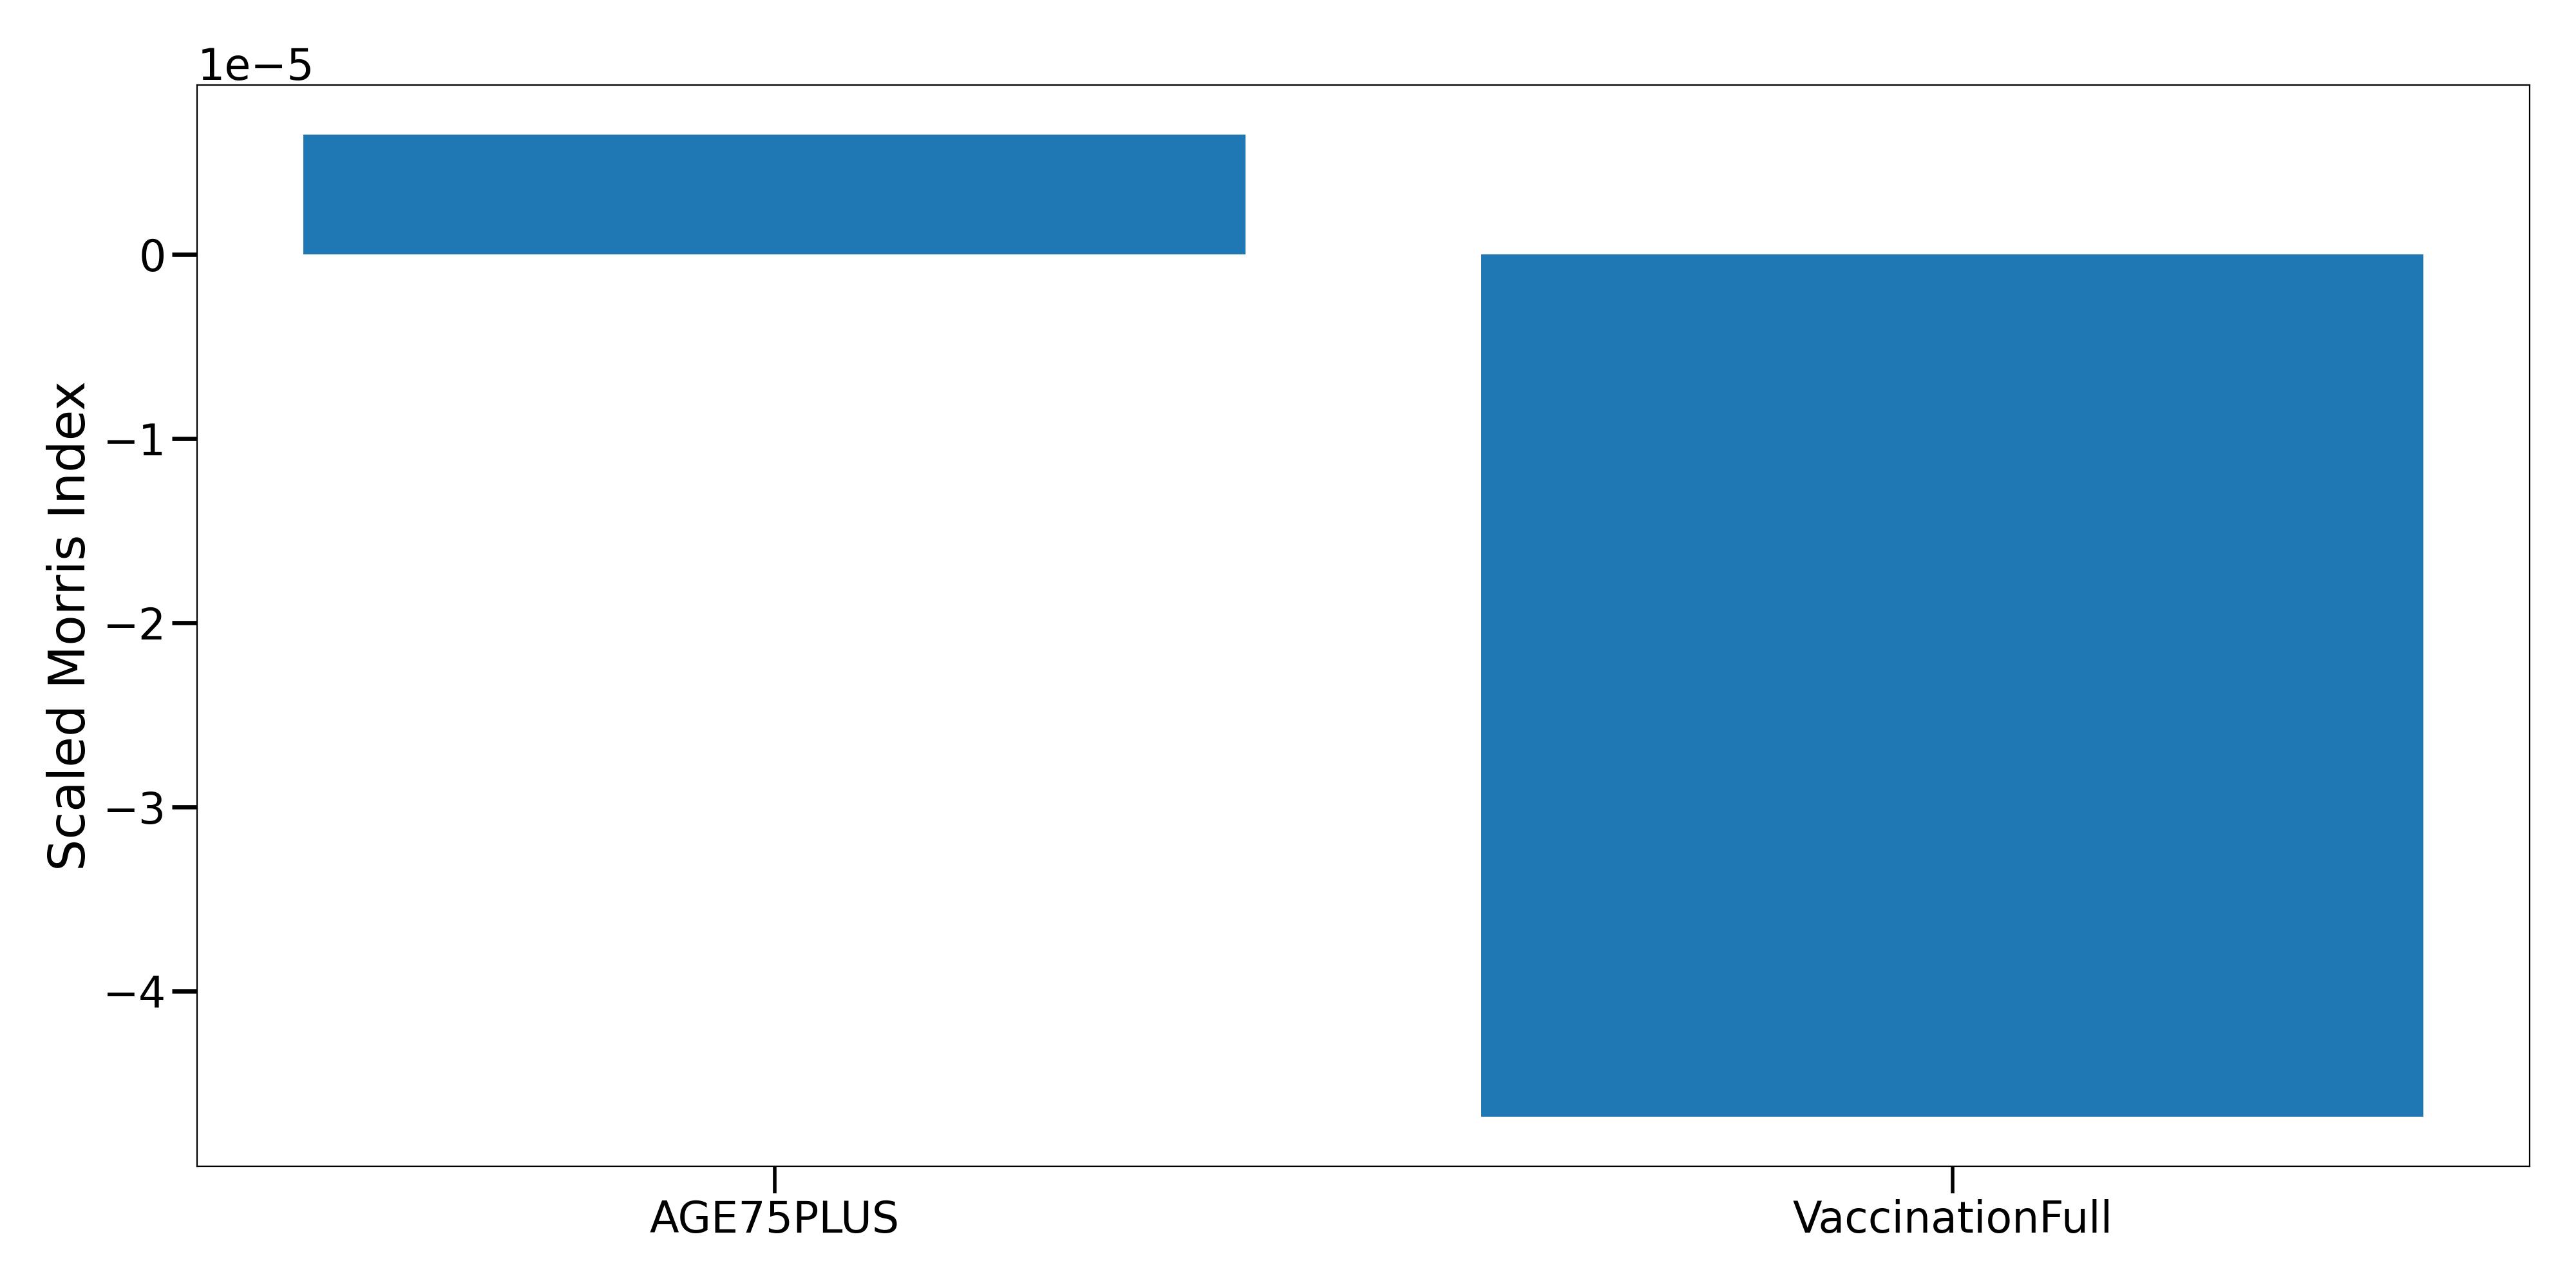 1e−5
Scaled Morris Index
0
−1
−2
−3
−4
AGE75PLUS
VaccinationFull